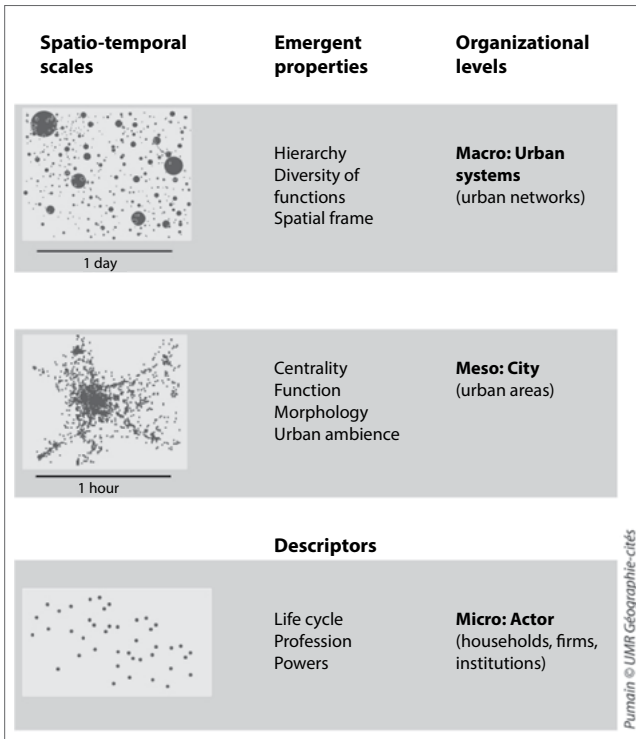 Spatio-temporal
scales
Emergent
properties
Organizational
levels
Hierarchy
Diversity of
functions
Spatial frame
Macro: Urban
systems
(urban networks)
1 day
Centrality
Function
Morphology
Urban ambience
Meso: City
(urban areas)
1 hour
Descriptors
Life cycle
Profession
Powers
Micro: Actor
(households, firms,
institutions)
Pumain © UMR Géographie-cités